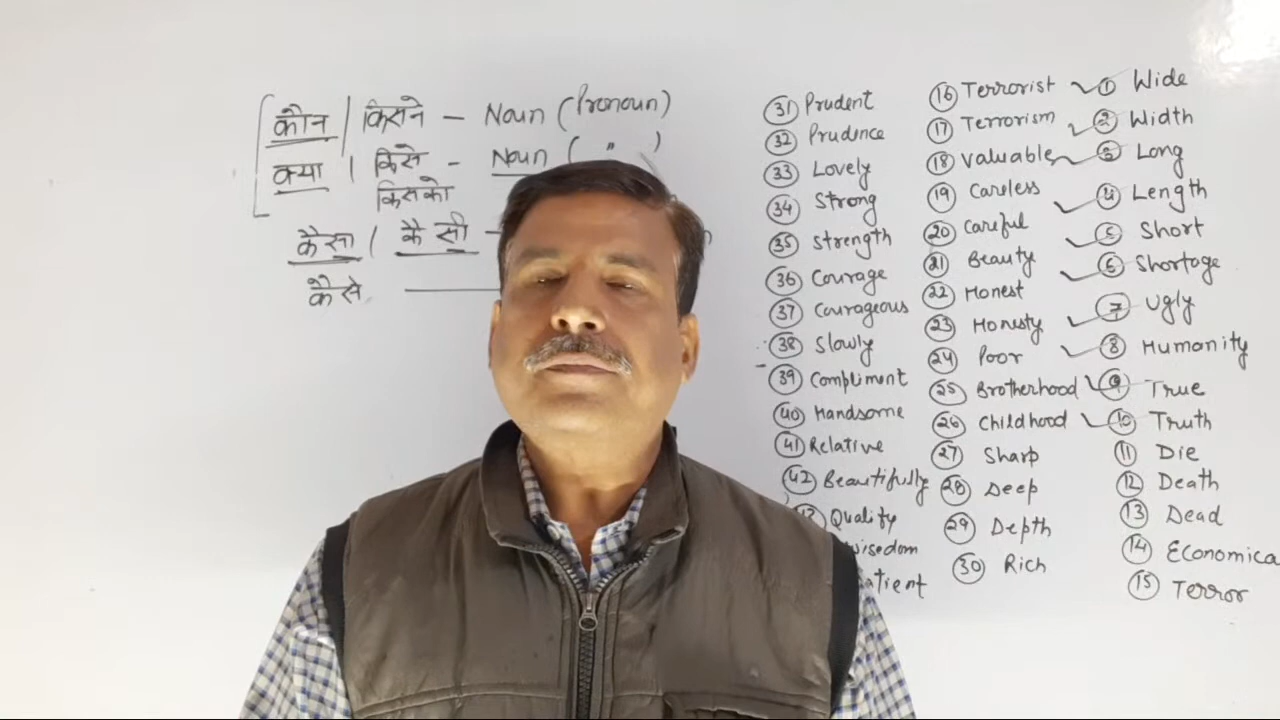 कौन | किसने - Noun (Pronoun)
क्या | किसे - Noun ( " )
किसको
कैसा / कैसी -
कैसे
31 Prudent
32 Prudence
33 Lovely
34 Strong
35 Strength
36 Courage
37 Courageous
38 Slowly
39 Compliment
40 Handsome
41 Relative
42 Beautifully
Qualify
wisedom
atient
16 Terrorist
17 Terrorism
18 Valuable
19 Careless
20 Careful
21 Beauty
22 Honest
23 Honesty
24 Poor
25 Brotherhood
26 Childhood
27 Sharp
28 Deep
29 Depth
30 Rich
1 Wide
2 Width
3 Long
4 Length
5 Short
6 Shortage
7 Ugly
8 Humanity
9 True
10 Truth
11 Die
12 Death
13 Dead
14 Economica
15 Terror